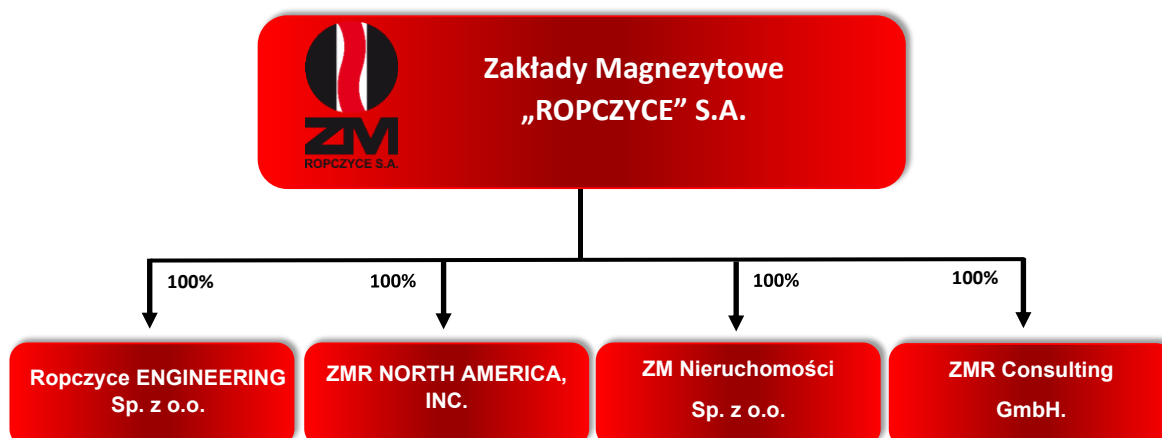 Zakłady Magnezytowe
„ROPCZYCE” S.A.
ZM
ROPCZYCE S.A.
100%
100%
100%
100%
Ropczyce ENGINEERING
Sp. z o.o.
ZMR NORTH AMERICA,
INC.
ZM Nieruchomości
Sp. z o.o.
ZMR Consulting
GmbH.